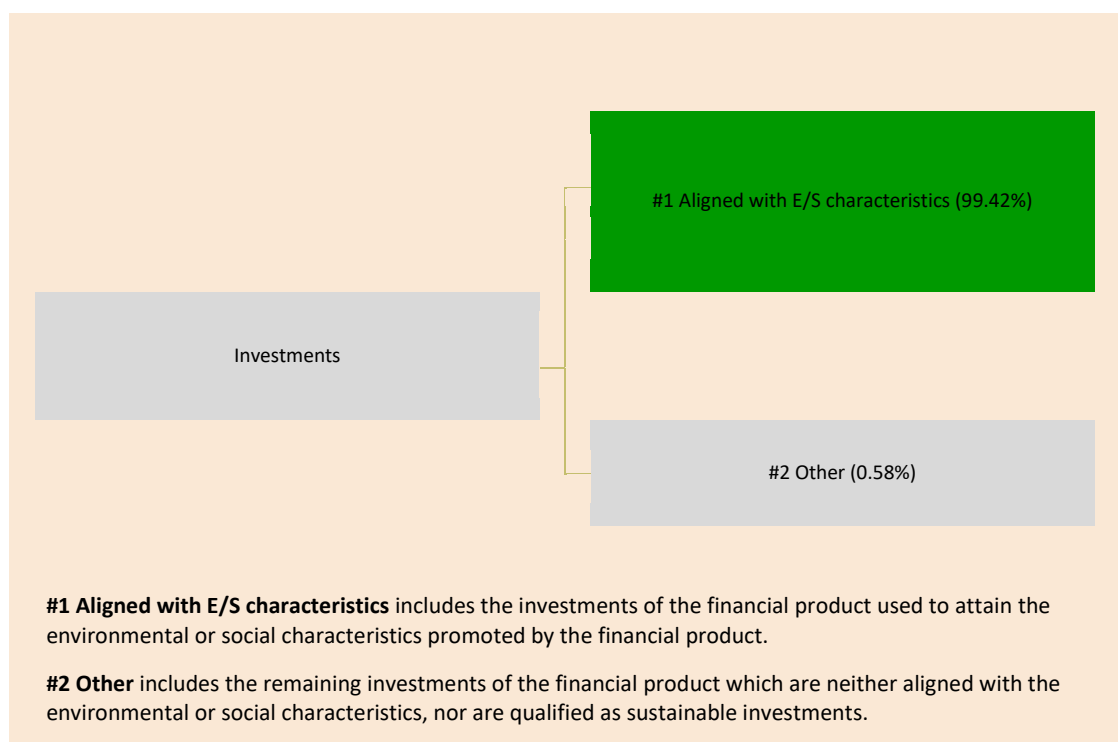 #1 Aligned with E/S characteristics (99.42%)
Investments
#2 Other (0.58%)
#1 Aligned with E/S characteristics includes the investments of the financial product used to attain the
environmental or social characteristics promoted by the financial product.
#2 Other includes the remaining investments of the financial product which are neither aligned with the
environmental or social characteristics, nor are qualified as sustainable investments.